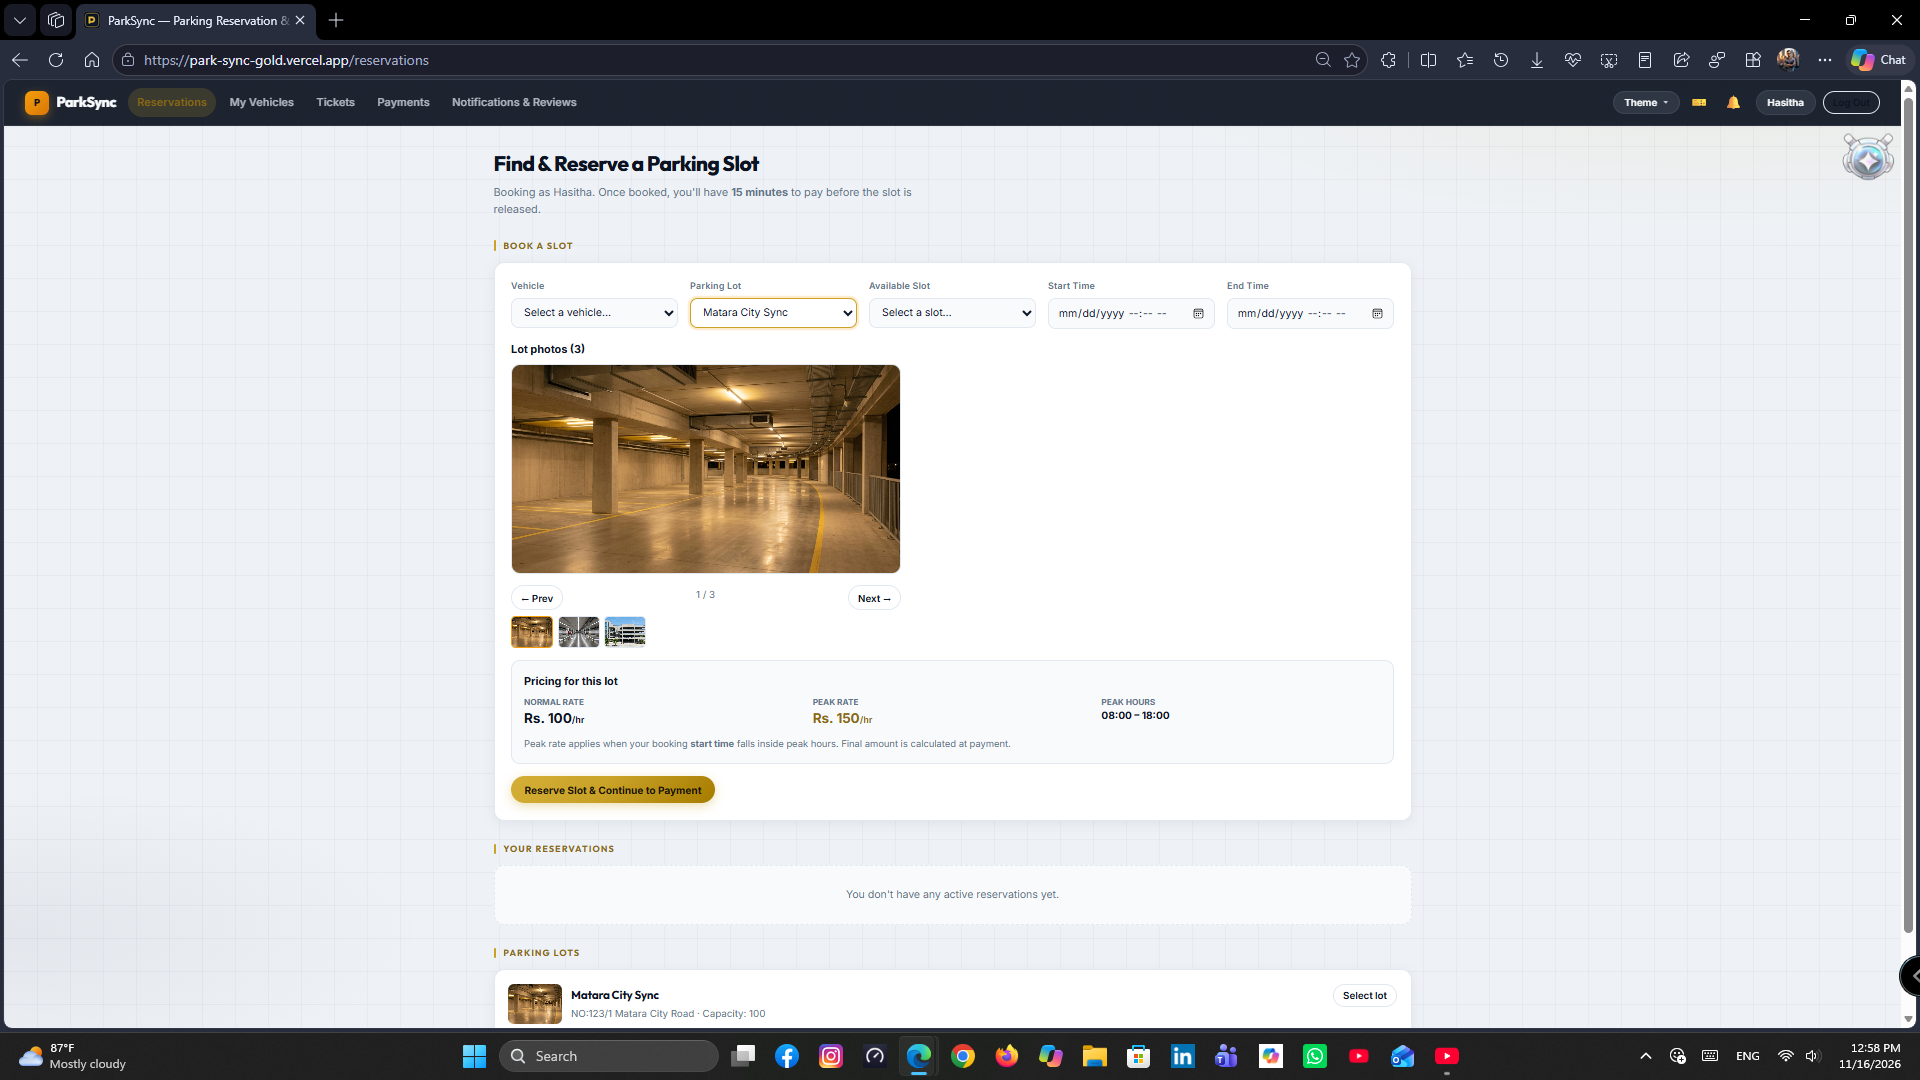 ParkSync — Parking Reservation &
https://park-sync-gold.vercel.app/reservations
Chat
P ParkSync Reservations My Vehicles Tickets Payments Notifications & Reviews Theme Hasitha Log Out
Find & Reserve a Parking Slot
Booking as Hasitha. Once booked, you'll have 15 minutes to pay before the slot is
released.
BOOK A SLOT
Vehicle Parking Lot Available Slot Start Time End Time
Select a vehicle... Matara City Sync Select a slot... mm/dd/yyyy --:-- -- mm/dd/yyyy --:-- --
Lot photos (3)
← Prev 1 / 3 Next →
Pricing for this lot
NORMAL RATE PEAK RATE PEAK HOURS
Rs. 100/hr Rs. 150/hr 08:00 – 18:00
Peak rate applies when your booking start time falls inside peak hours. Final amount is calculated at payment.
Reserve Slot & Continue to Payment
YOUR RESERVATIONS
You don't have any active reservations yet.
PARKING LOTS
Matara City Sync Select lot
NO:123/1 Matara City Road · Capacity: 100
87°F
Mostly cloudy
Search
ENG
12:58 PM
11/16/2026